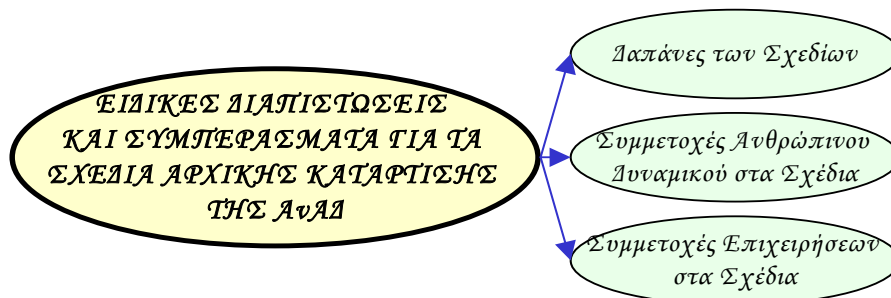 ΕΙΔΙΚΕΣ ΔΙΑΠΙΣΤΩΣΕΙΣ
ΚΑΙ ΣΥΜΠΕΡΑΣΜΑΤΑ ΓΙΑ ΤΑ
ΣΧΕΔΙΑ ΑΡΧΙΚΗΣ ΚΑΤΑΡΤΙΣΗΣ
ΤΗΣ ΑνΑΔ
Δαπάνες των Σχεδίων
Συμμετοχές Ανθρώπινου
Δυναμικού στα Σχέδια
Συμμετοχές Επιχειρήσεων
στα Σχέδια